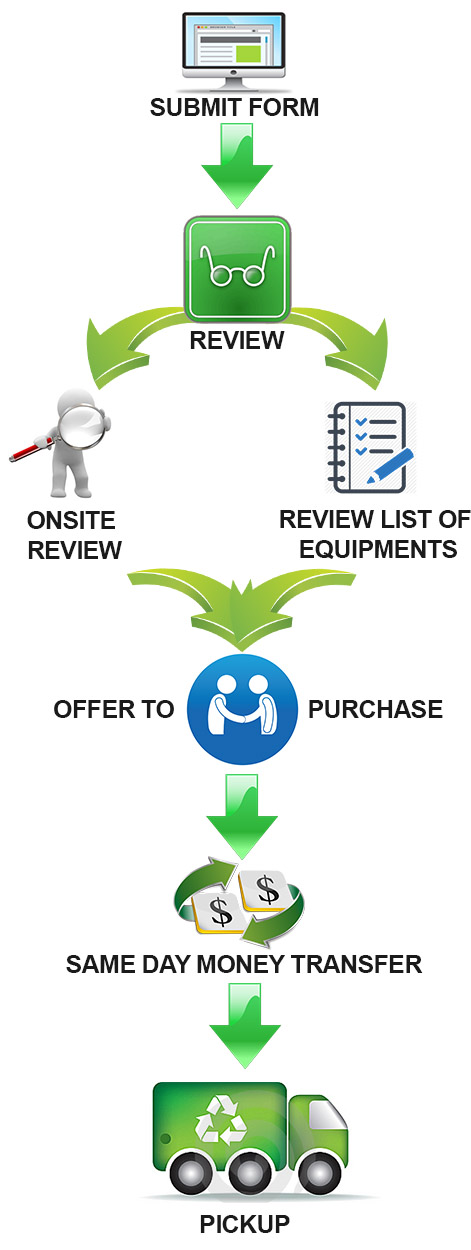 SUBMIT FORM
REVIEW
ONSITE
REVIEW
REVIEW LIST OF
EQUIPMENTS
OFFER TO PURCHASE
$ $
SAME DAY MONEY TRANSFER
PICKUP